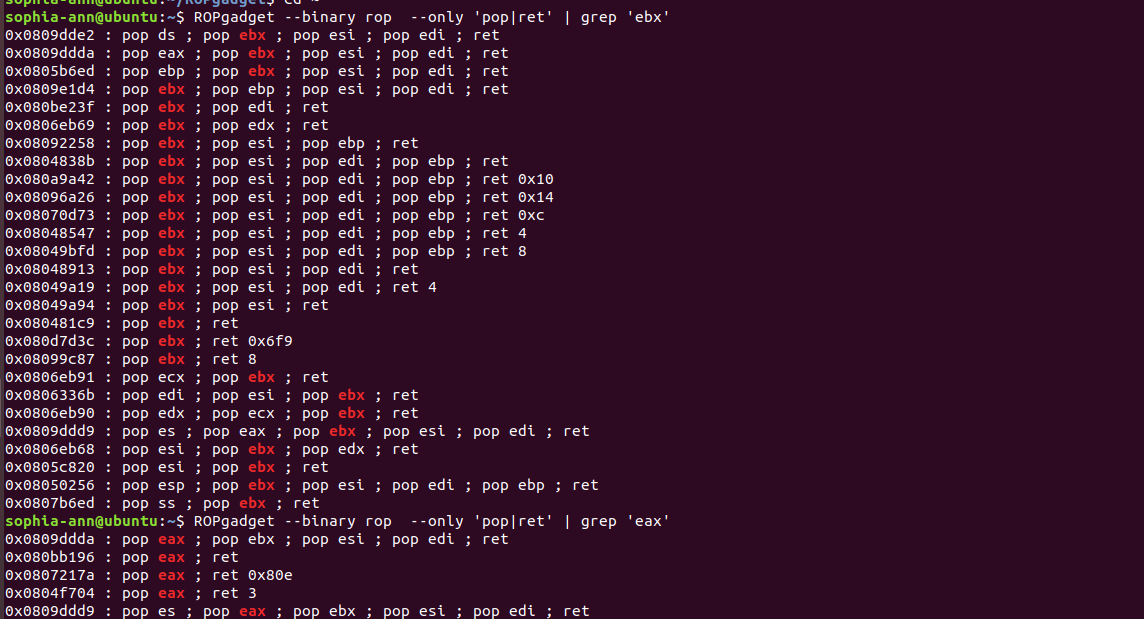 sophia-ann@ubuntu:~/ROPgadget$ cd ~
sophia-ann@ubuntu:~$ ROPgadget --binary rop  --only 'pop|ret' | grep 'ebx'
0x0809dde2 : pop ds ; pop ebx ; pop esi ; pop edi ; ret
0x0809ddda : pop eax ; pop ebx ; pop esi ; pop edi ; ret
0x0805b6ed : pop ebp ; pop ebx ; pop esi ; pop edi ; ret
0x0809e1d4 : pop ebx ; pop ebp ; pop esi ; pop edi ; ret
0x080be23f : pop ebx ; pop edi ; ret
0x0806eb69 : pop ebx ; pop edx ; ret
0x08092258 : pop ebx ; pop esi ; pop ebp ; ret
0x0804838b : pop ebx ; pop esi ; pop edi ; pop ebp ; ret
0x080a9a42 : pop ebx ; pop esi ; pop edi ; pop ebp ; ret 0x10
0x08096a26 : pop ebx ; pop esi ; pop edi ; pop ebp ; ret 0x14
0x08070d73 : pop ebx ; pop esi ; pop edi ; pop ebp ; ret 0xc
0x08048547 : pop ebx ; pop esi ; pop edi ; pop ebp ; ret 4
0x08049bfd : pop ebx ; pop esi ; pop edi ; pop ebp ; ret 8
0x08048913 : pop ebx ; pop esi ; pop edi ; ret
0x08049a19 : pop ebx ; pop esi ; pop edi ; ret 4
0x08049a94 : pop ebx ; pop esi ; ret
0x080481c9 : pop ebx ; ret
0x080d7d3c : pop ebx ; ret 0x6f9
0x08099c87 : pop ebx ; ret 8
0x0806eb91 : pop ecx ; pop ebx ; ret
0x0806336b : pop edi ; pop esi ; pop ebx ; ret
0x0806eb90 : pop edx ; pop ecx ; pop ebx ; ret
0x0809ddd9 : pop es ; pop eax ; pop ebx ; pop esi ; pop edi ; ret
0x0806eb68 : pop esi ; pop ebx ; pop edx ; ret
0x0805c820 : pop esi ; pop ebx ; ret
0x08050256 : pop esp ; pop ebx ; pop esi ; pop edi ; pop ebp ; ret
0x0807b6ed : pop ss ; pop ebx ; ret
sophia-ann@ubuntu:~$ ROPgadget --binary rop  --only 'pop|ret' | grep 'eax'
0x0809ddda : pop eax ; pop ebx ; pop esi ; pop edi ; ret
0x080bb196 : pop eax ; ret
0x0807217a : pop eax ; ret 0x80e
0x0804f704 : pop eax ; ret 3
0x0809ddd9 : pop es ; pop eax ; pop ebx ; pop esi ; pop edi ; ret